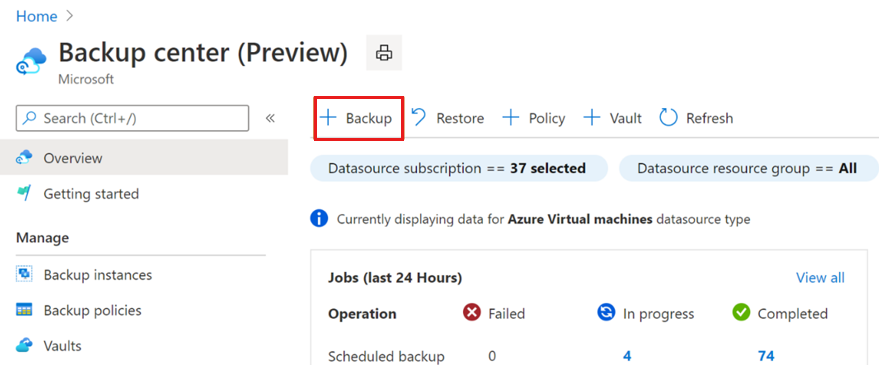 Home
Backup center (Preview)
Microsoft
Search (Ctrl+/) «
Backup Restore Policy Vault Refresh
Overview
Datasource subscription == 37 selected Datasource resource group == All
Getting started
Currently displaying data for Azure Virtual machines datasource type
Manage
Backup instances
Jobs (last 24 Hours) View all
Backup policies
Operation Failed In progress Completed
Vaults
Scheduled backup 0 4 74